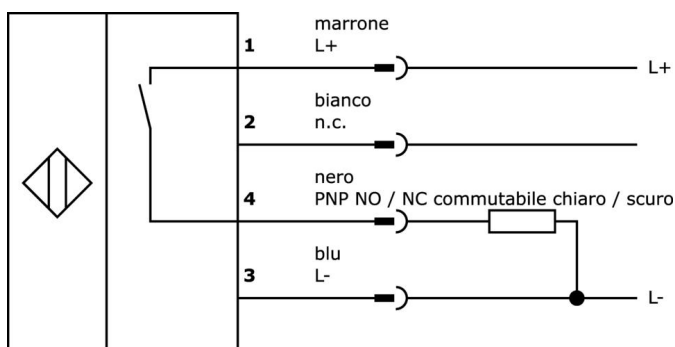 marrone
1 L+ L+
bianco
2 n.c.
nero
4 PNP NO / NC commutabile chiaro / scuro
blu
3 L- L-